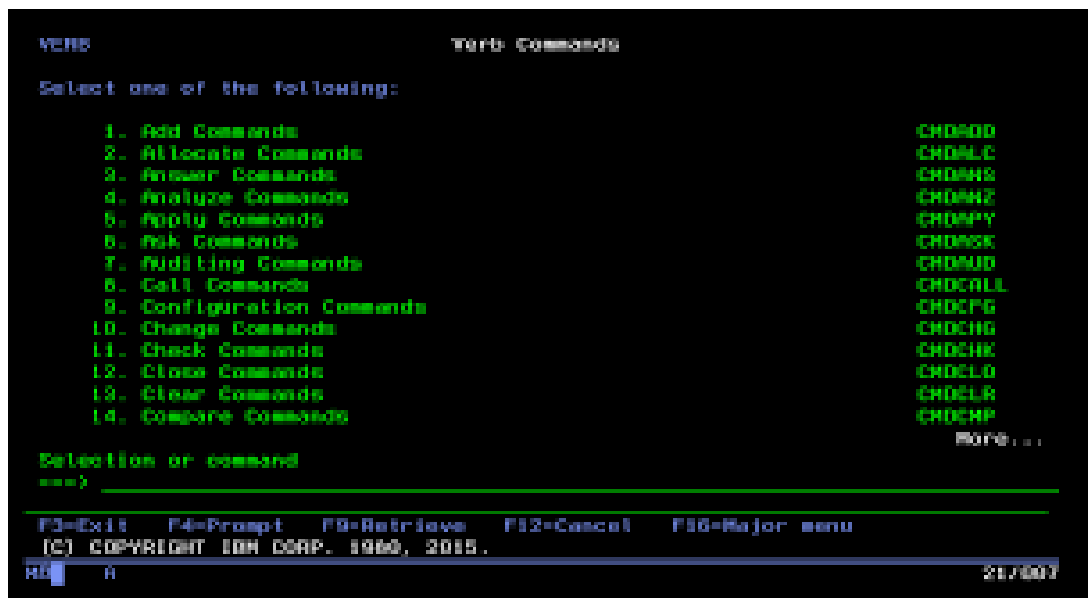 VERB Verb Commands
Select one of the following:
1. Add Commands CMDADD
2. Allocate Commands CMDALC
3. Answer Commands CMDANS
4. Analyze Commands CMDANZ
5. Apply Commands CMDAPY
6. Ask Commands CMDASK
7. Auditing Commands CMDAUD
8. Call Commands CMDCALL
9. Configuration Commands CMDCFG
10. Change Commands CMDCHG
11. Check Commands CMDCHK
12. Close Commands CMDCLO
13. Clear Commands CMDCLR
14. Compare Commands CMDCMP
More...
Selection or command
===>
F3=Exit F4=Prompt F9=Retrieve F12=Cancel F16=Major menu
(C) COPYRIGHT IBM CORP. 1980, 2015.
A 21/007